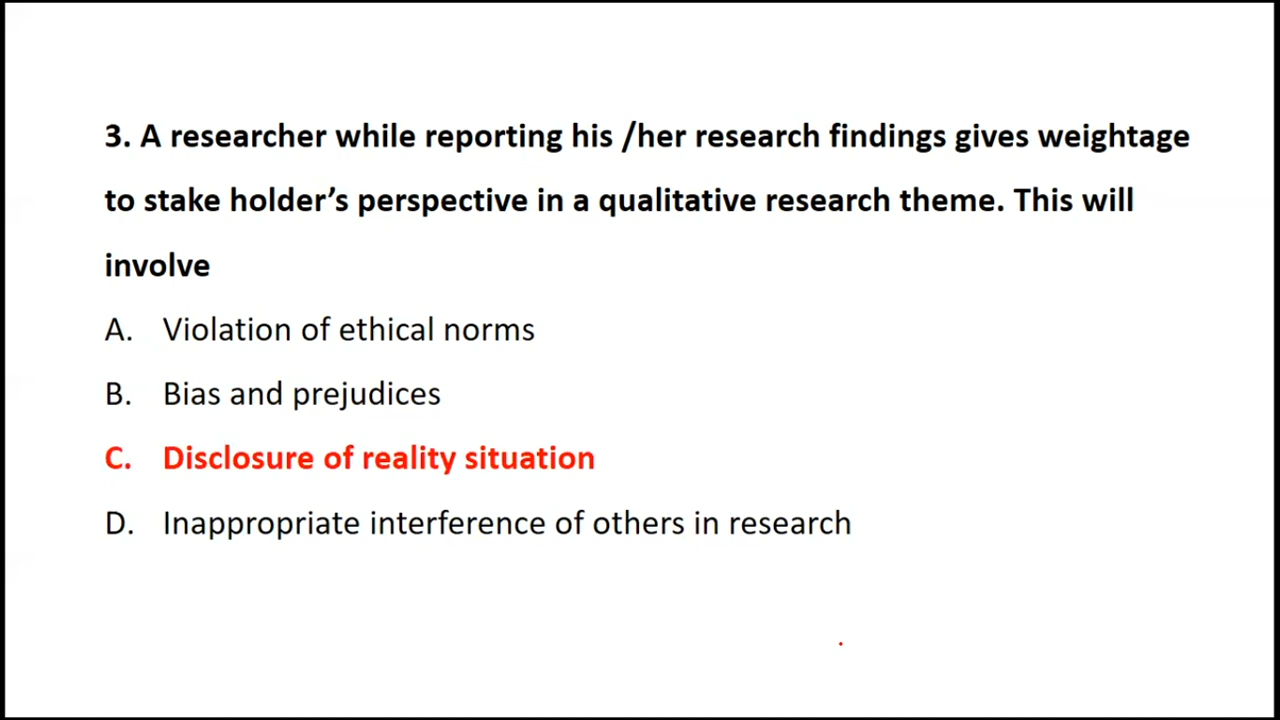 3. A researcher while reporting his /her research findings gives weightage
to stake holder’s perspective in a qualitative research theme. This will
involve
A. Violation of ethical norms
B. Bias and prejudices
C. Disclosure of reality situation
D. Inappropriate interference of others in research